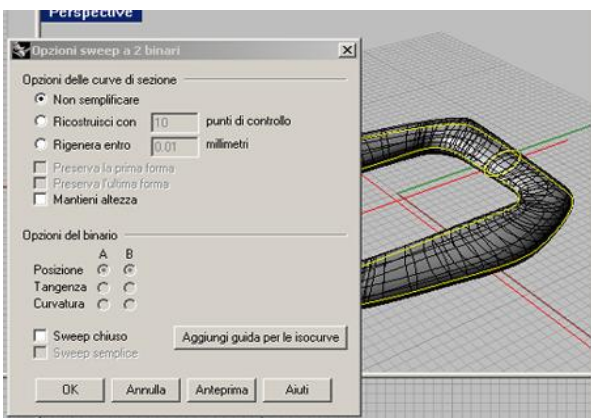 Perspective
Opzioni sweep a 2 binari
Opzioni delle curve di sezione
Non semplificare
Ricostruisci con 10 punti di controllo
Rigenera entro 0.01 millimetri
Preserva la prima forma
Preserva l'ultima forma
Mantieni altezza
Opzioni del binario
A B
Posizione
Tangenza
Curvatura
Sweep chiuso
Aggiungi guida per le isocurve
Sweep semplice
OK Annulla Anteprima Aiuti